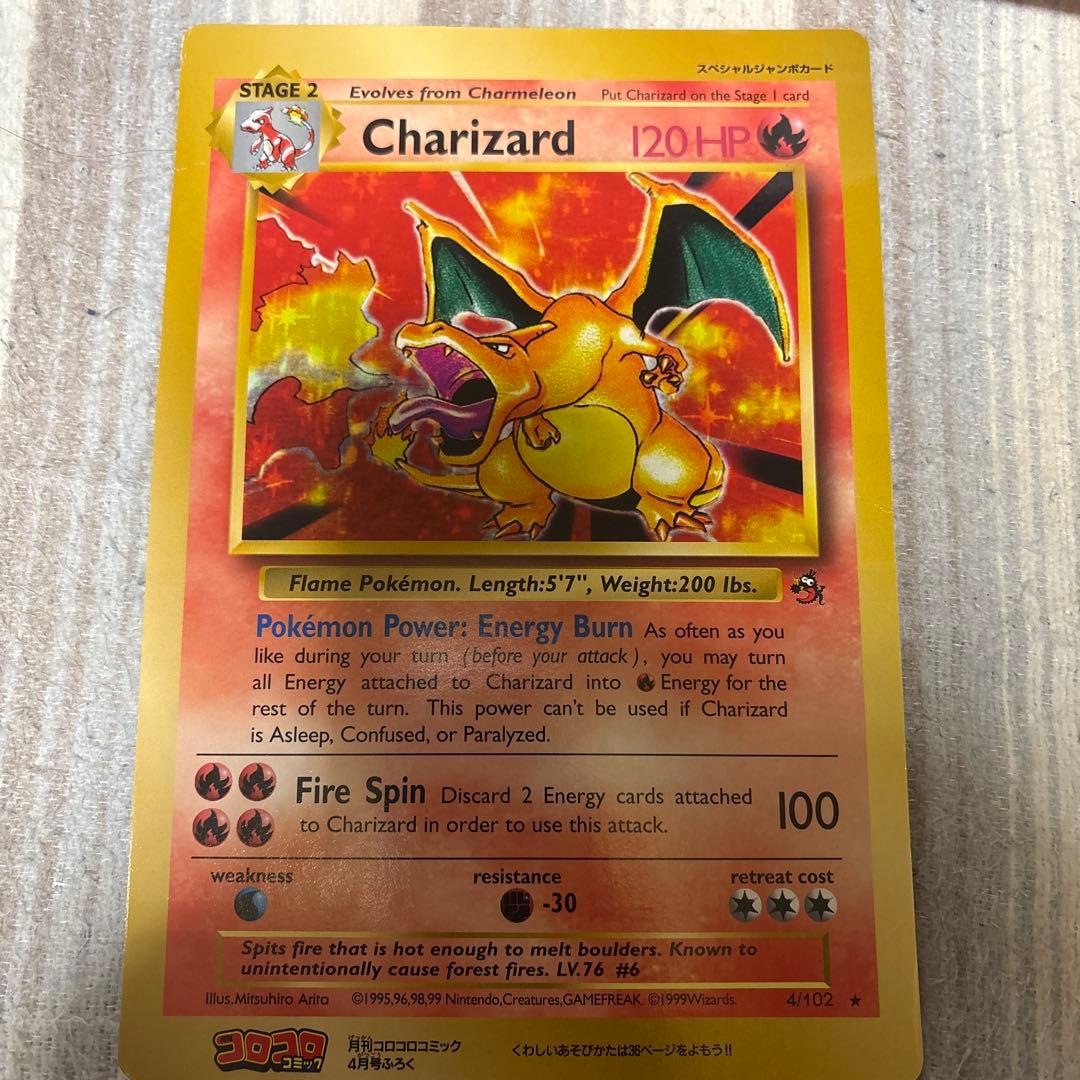 スペシャルジャンボカード
STAGE 2 Evolves from Charmeleon Put Charizard on the Stage 1 card
Charizard 120 HP
Flame Pokémon. Length:5'7", Weight:200 lbs.
Pokémon Power: Energy Burn As often as you
like during your turn (before your attack), you may turn
all Energy attached to Charizard into Energy for the
rest of the turn. This power can't be used if Charizard
is Asleep, Confused, or Paralyzed.
Fire Spin Discard 2 Energy cards attached
to Charizard in order to use this attack.
100
weakness resistance retreat cost
-30
Spits fire that is hot enough to melt boulders. Known to
unintentionally cause forest fires. LV.76 #6
Illus.Mitsuhiro Arita ©1995,96,98,99 Nintendo,Creatures,GAMEFREAK. ©1999Wizards. 4/102 ★
コロコロ
コミック
月刊コロコロコミック
4月号ふろく
くわしいあそびかたは36ページをよもう!!